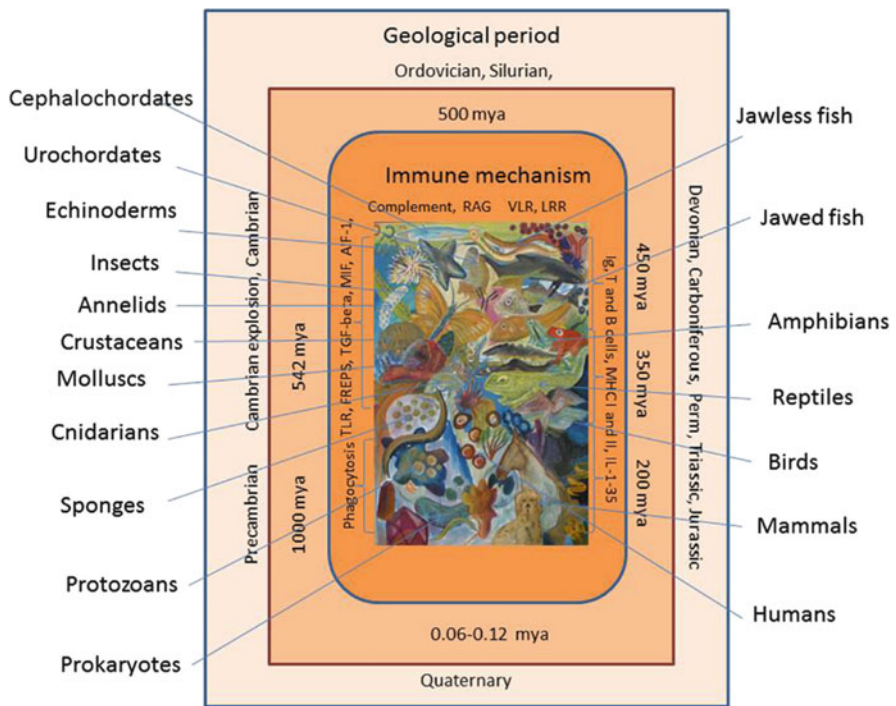 Geological period
Ordovician, Silurian,
500 mya
Immune mechanism
Complement, RAG VLR, LRR
Cephalochordates
Urochordates
Echinoderms
Insects
Annelids
Crustaceans
Molluscs
Cnidarians
Sponges
Protozoans
Prokaryotes
Precambrian Cambrian explosion, Cambrian
1000 mya 542 mya
Phagocytosis TLR, FREPS, TGF-beta, MIF, AIF-1,
Ig, T and B cells, MHC I and II, IL-1-35
450 mya 350 mya 200 mya
Devonian, Carboniferous, Perm, Triassic, Jurassic
Jawless fish
Jawed fish
Amphibians
Reptiles
Birds
Mammals
Humans
0.06-0.12 mya
Quaternary